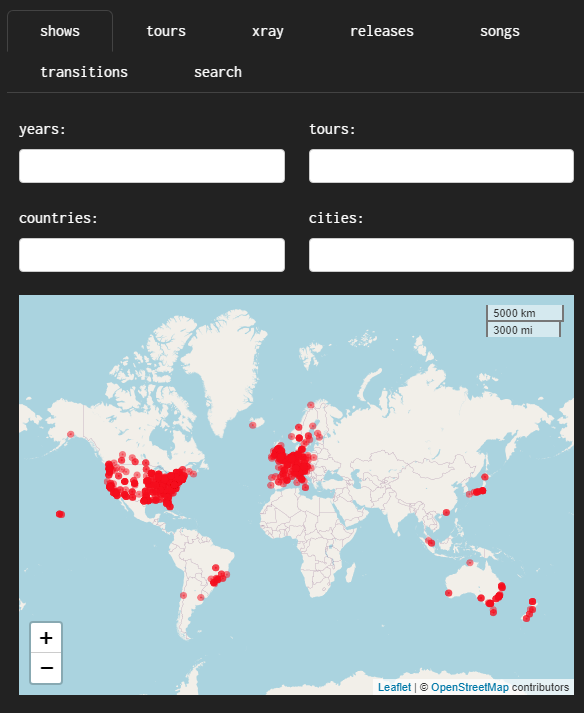 shows tours xray releases songs
transitions search
years: tours:
countries: cities:
5000 km
3000 mi
+
−
Leaflet | © OpenStreetMap contributors